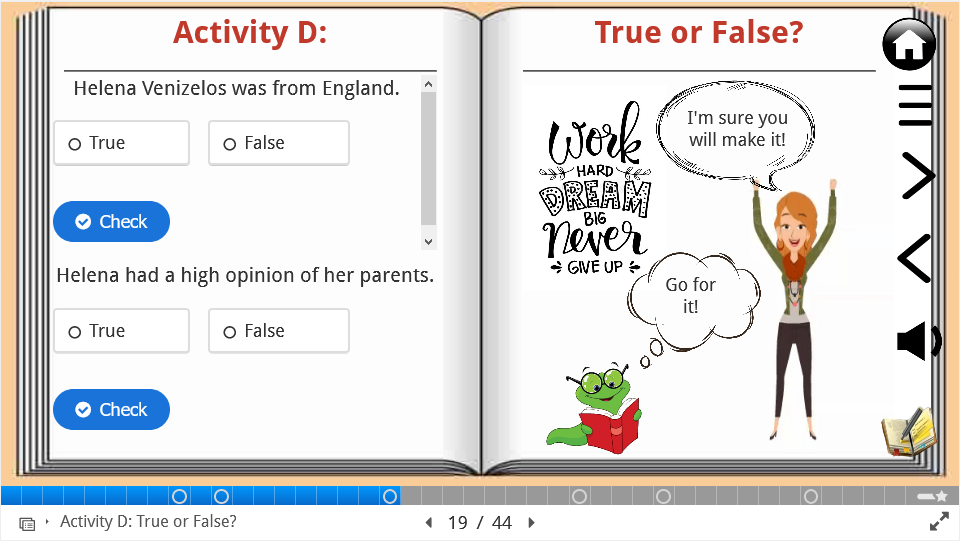 Activity D:
Helena Venizelos was from England.
True
False
Check
Helena had a high opinion of her parents.
True
False
Check
True or False?
Work
HARD
DREAM
BIG
Never
GIVE UP
I'm sure you
will make it!
Go for
it!
Activity D: True or False?
19 / 44